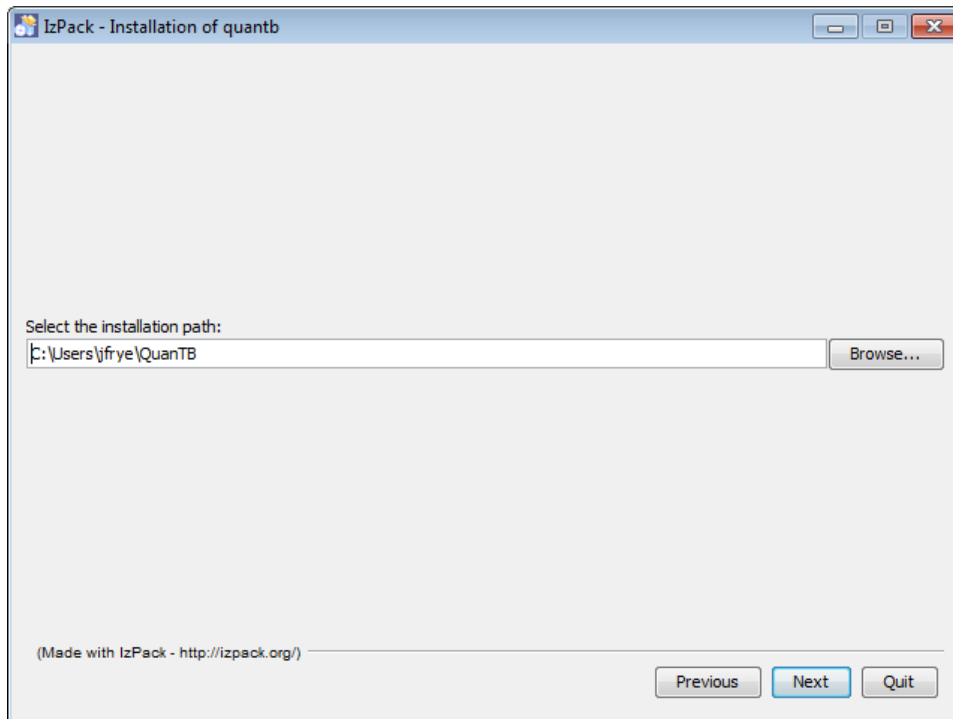 IzPack - Installation of quantb
Select the installation path:
C:\Users\jfrye\QuanTB
Browse...
(Made with IzPack - http://izpack.org/)
Previous
Next
Quit